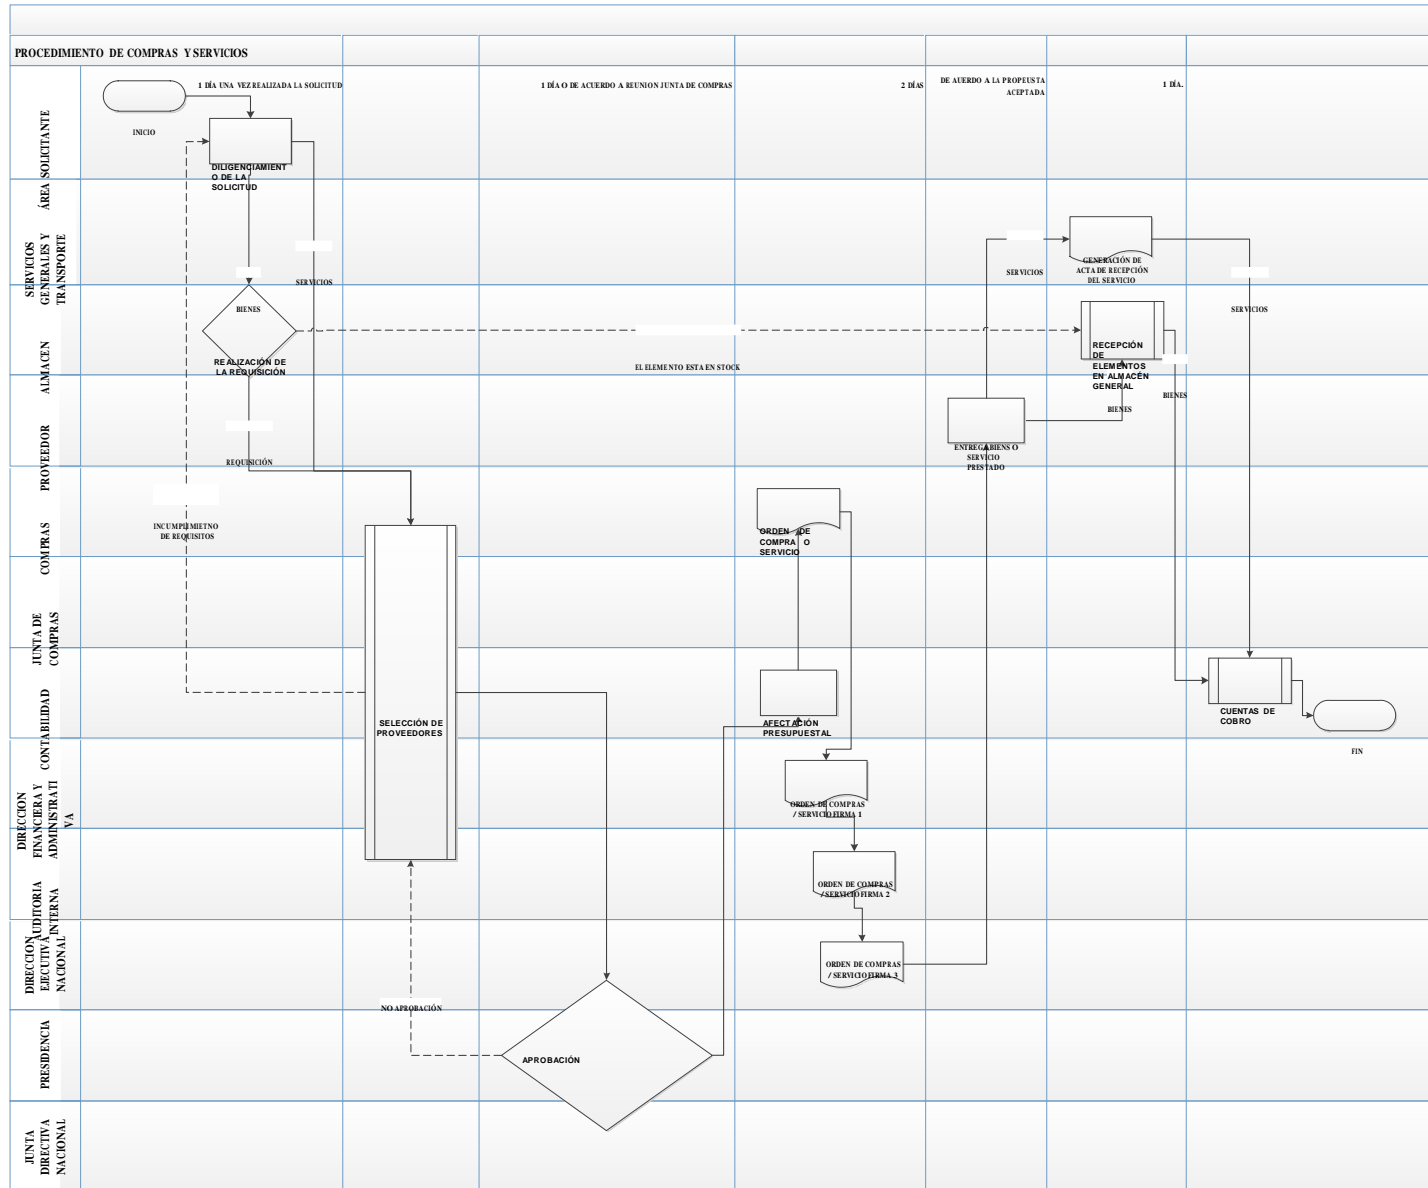 PROCEDIMIENTO DE COMPRAS Y SERVICIOS
1 DÍA UNA VEZ REALIZADA LA SOLICITUD
1 DÍA O DE ACUERDO A REUNION JUNTA DE COMPRAS
2 DÍAS
DE AUERDO A LA PROPEUSTA
ACEPTADA
1 DÍA.
ÁREA SOLICITANTE
INICIO
DILIGENCIAMIENT
O DE LA
SOLICITUD
SERVICIOS
GENERALES Y
TRANSPORTE
SERVICIOS
SERVICIOS
GENERACIÓN DE
ACTA DE RECEPCIÓN
DEL SERVICIO
SERVICIOS
ALMACEN
BIENES
REALIZACIÓN DE
LA REQUISICIÓN
EL ELEMENTO ESTA EN STOCK
RECEPCIÓN
DE
ELEMENTOS
EN ALMACÉN
GENERAL
BIENES
BIENES
PROVEEDOR
REQUISICIÓN
ENTREGA BIENS O
SERVICIO
PRESTADO
COMPRAS
INCUMPLIMIETNO
DE REQUISITOS
ORDEN DE
COMPRA O
SERVICIO
JUNTA DE
COMPRAS
CONTABILIDAD
SELECCIÓN DE
PROVEEDORES
AFECTACIÓN
PRESUPUESTAL
CUENTAS DE
COBRO
FIN
DIRECCION
FINANCIERA Y
ADMINISTRATI
VA
ORDEN DE COMPRAS
/ SERVICIO FIRMA 1
AUDITORIA
INTERNA
ORDEN DE COMPRAS
/ SERVICIO FIRMA 2
DIRECCION
EJECUTIVA
NACIONAL
ORDEN DE COMPRAS
/ SERVICIO FIRMA 3
NO APROBACIÓN
PRESIDENCIA
APROBACIÓN
JUNTA
DIRECTIVA
NACIONAL